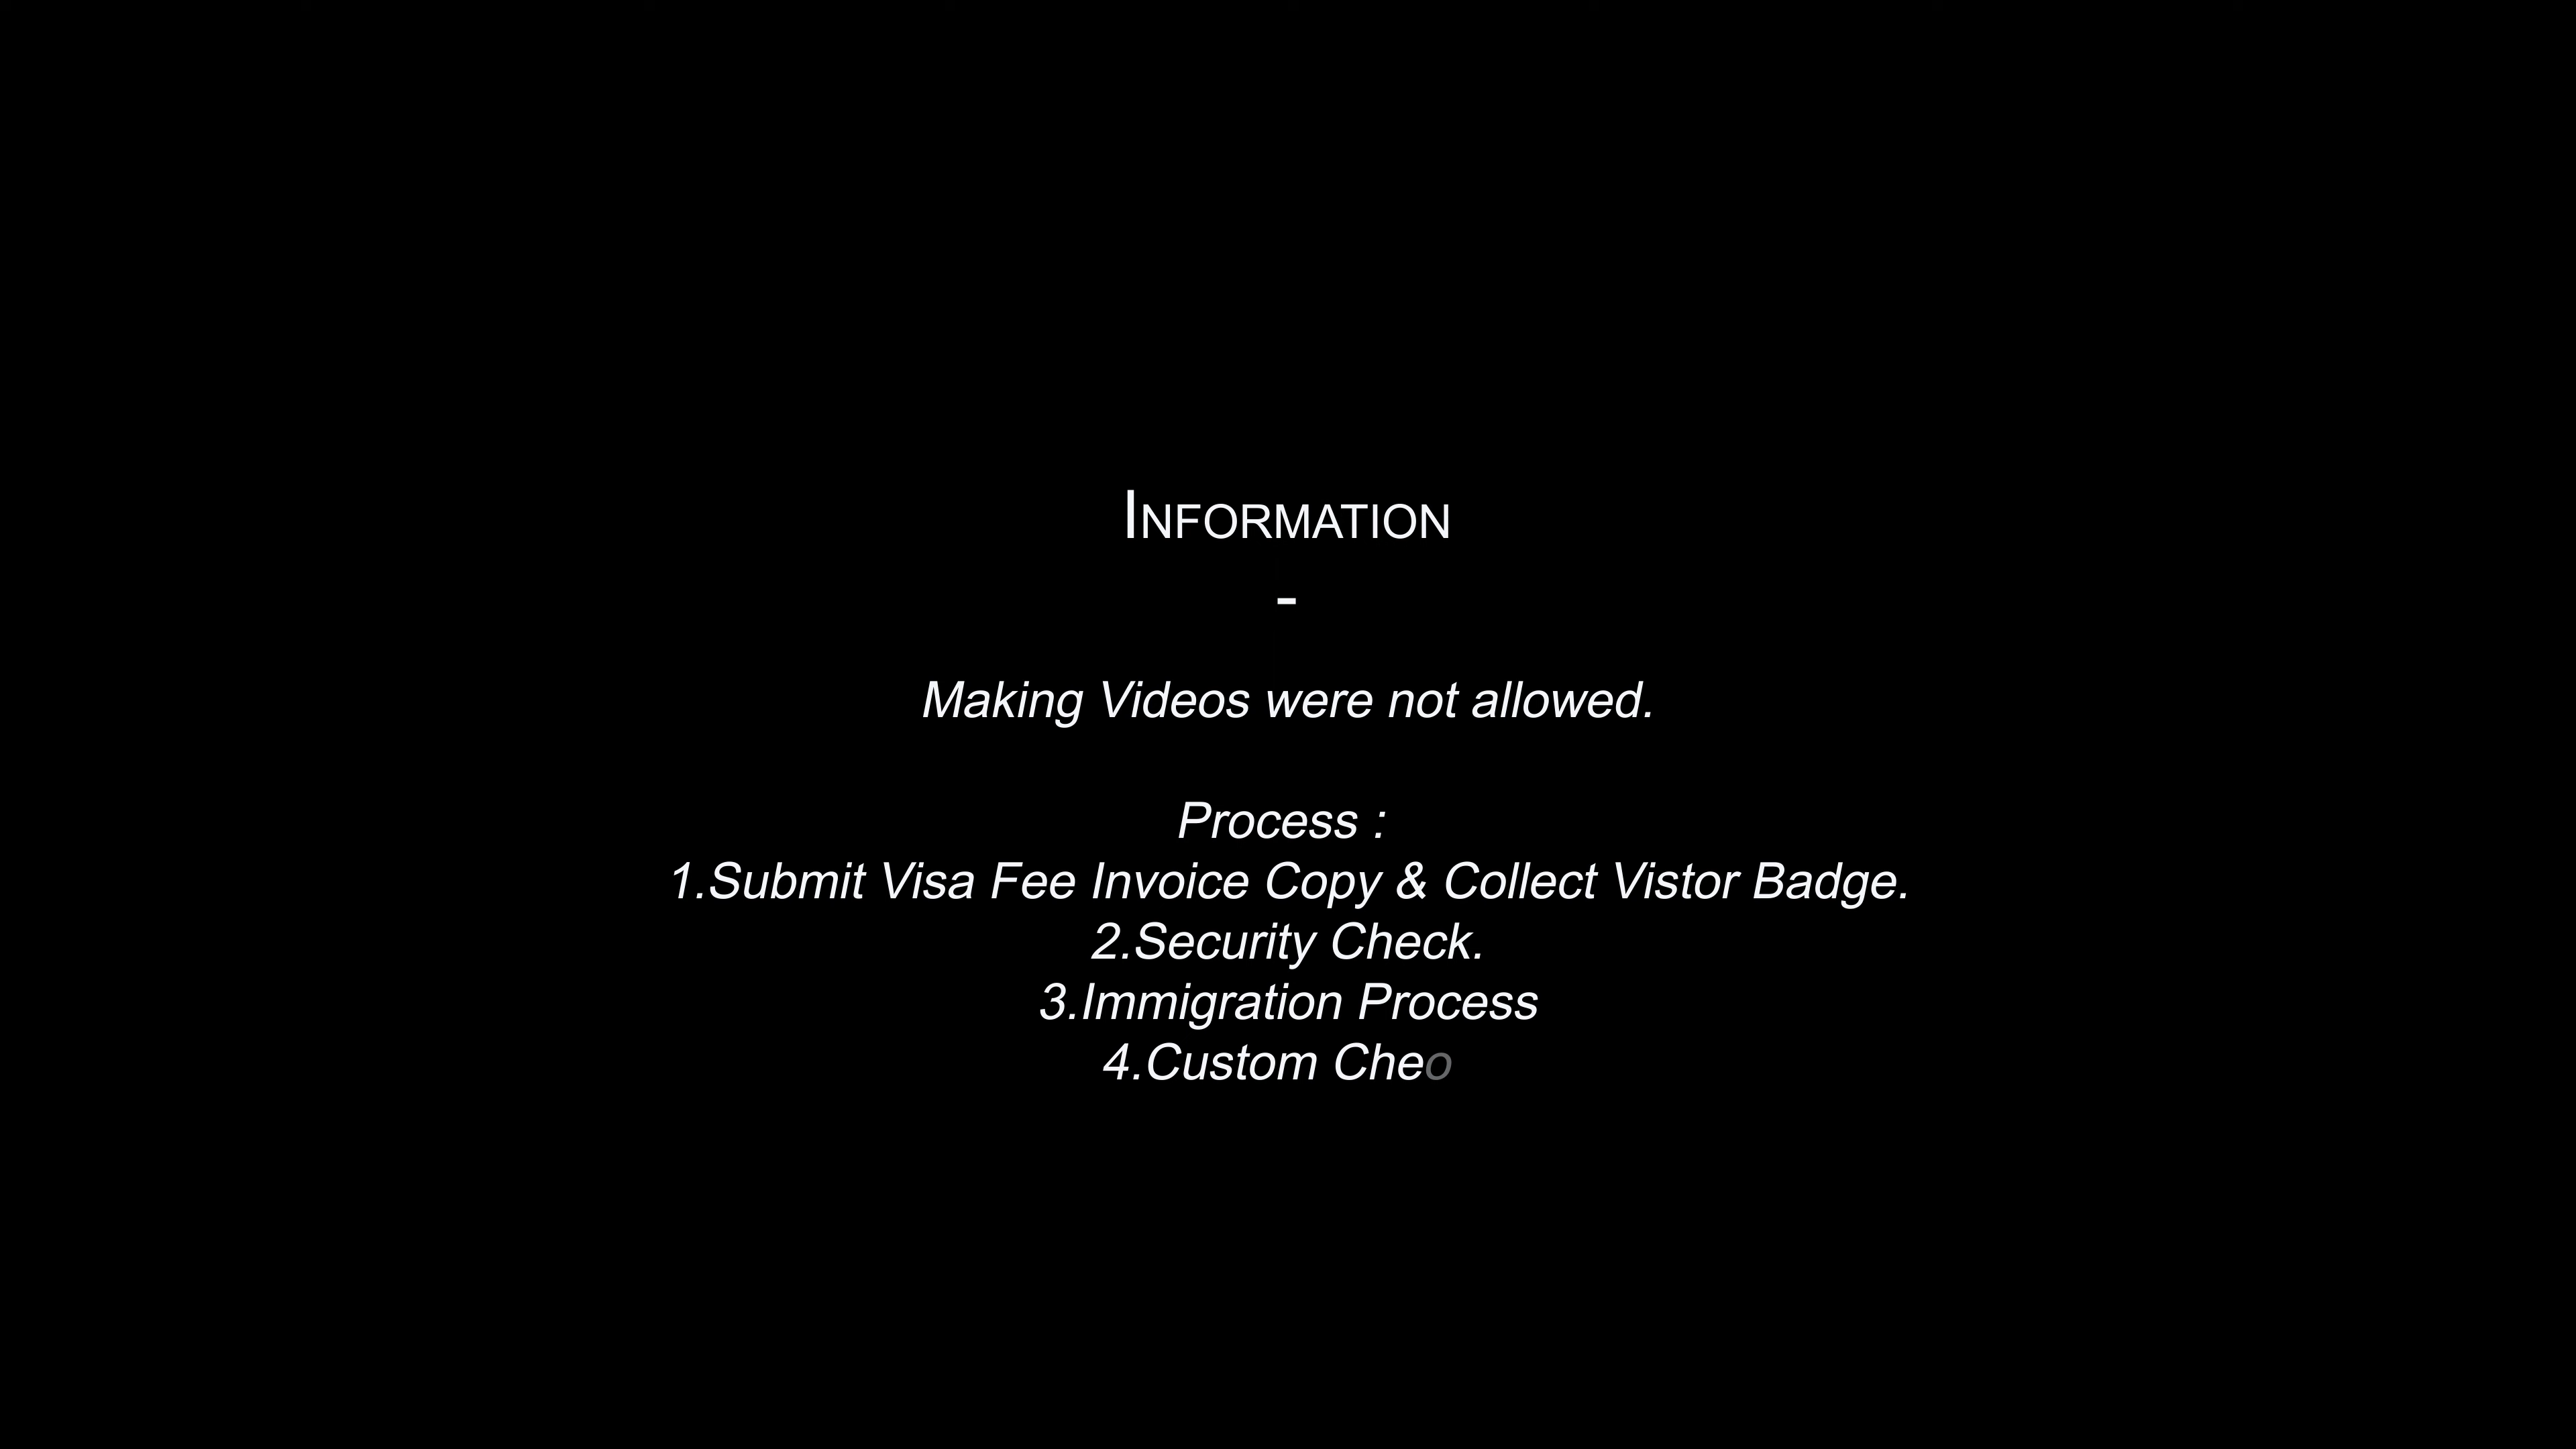 INFORMATION
-
Making Videos were not allowed.
Process :
1.Submit Visa Fee Invoice Copy & Collect Vistor Badge.
2.Security Check.
3.Immigration Process
4.Custom Cheo